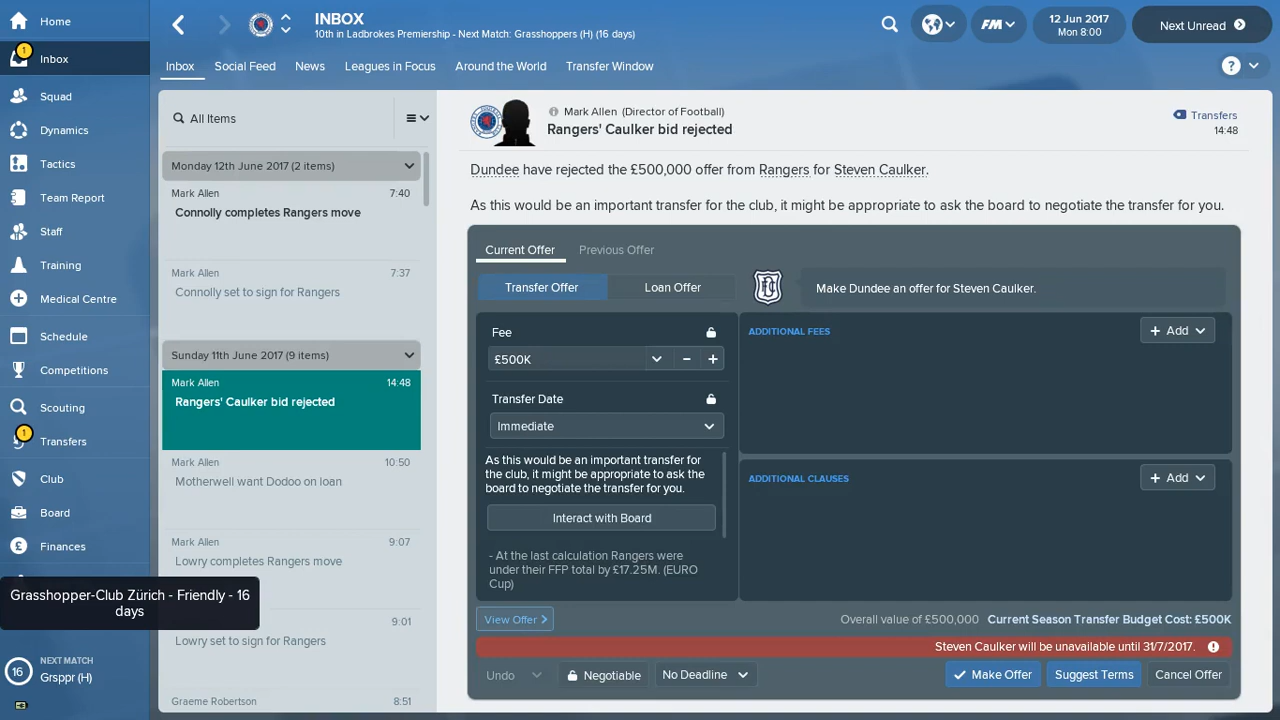 Home
1
Inbox
Squad
Dynamics
Tactics
Team Report
Staff
Training
Medical Centre
Schedule
Competitions
Scouting
1
Transfers
Club
Board
Finances
Grasshopper-Club Zürich - Friendly - 16
days
16
NEXT MATCH
Grsppr (H)
INBOX
10th in Ladbrokes Premiership - Next Match: Grasshoppers (H) (16 days)
FM
12 Jun 2017
Mon 8:00
Next Unread
Inbox
Social Feed
News
Leagues in Focus
Around the World
Transfer Window
?
All Items
Monday 12th June 2017 (2 items)
Mark Allen 7:40
Connolly completes Rangers move
Mark Allen 7:37
Connolly set to sign for Rangers
Sunday 11th June 2017 (9 items)
Mark Allen 14:48
Rangers' Caulker bid rejected
Mark Allen 10:50
Motherwell want Dodoo on loan
Mark Allen 9:07
Lowry completes Rangers move
9:01
Lowry set to sign for Rangers
Graeme Robertson 8:51
Mark Allen (Director of Football)
Rangers' Caulker bid rejected
Transfers
14:48
Dundee have rejected the £500,000 offer from Rangers for Steven Caulker.
As this would be an important transfer for the club, it might be appropriate to ask the board to negotiate the transfer for you.
Current Offer
Previous Offer
Transfer Offer
Loan Offer
Make Dundee an offer for Steven Caulker.
Fee
£500K
Transfer Date
Immediate
As this would be an important transfer for
the club, it might be appropriate to ask the
board to negotiate the transfer for you.
Interact with Board
- At the last calculation Rangers were
under their FFP total by £17.25M. (EURO
Cup)
ADDITIONAL FEES
Add
ADDITIONAL CLAUSES
Add
View Offer
Overall value of £500,000 Current Season Transfer Budget Cost: £500K
Steven Caulker will be unavailable until 31/7/2017.
Undo
Negotiable
No Deadline
Make Offer
Suggest Terms
Cancel Offer